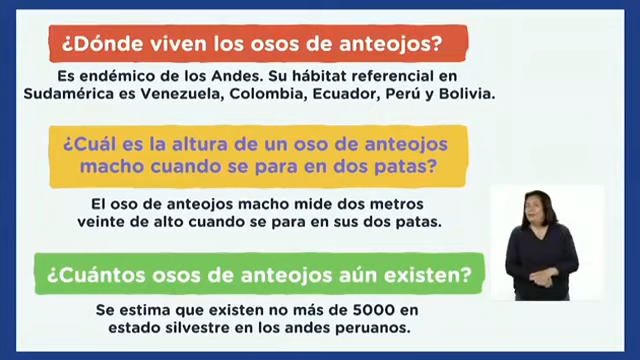 ¿Dónde viven los osos de anteojos?
Es endémico de los Andes. Su hábitat referencial en
Sudamérica es Venezuela, Colombia, Ecuador, Perú y Bolivia.
¿Cuál es la altura de un oso de anteojos
macho cuando se para en dos patas?
El oso de anteojos macho mide dos metros
veinte de alto cuando se para en sus dos patas.
¿Cuántos osos de anteojos aún existen?
Se estima que existen no más de 5000 en
estado silvestre en los andes peruanos.